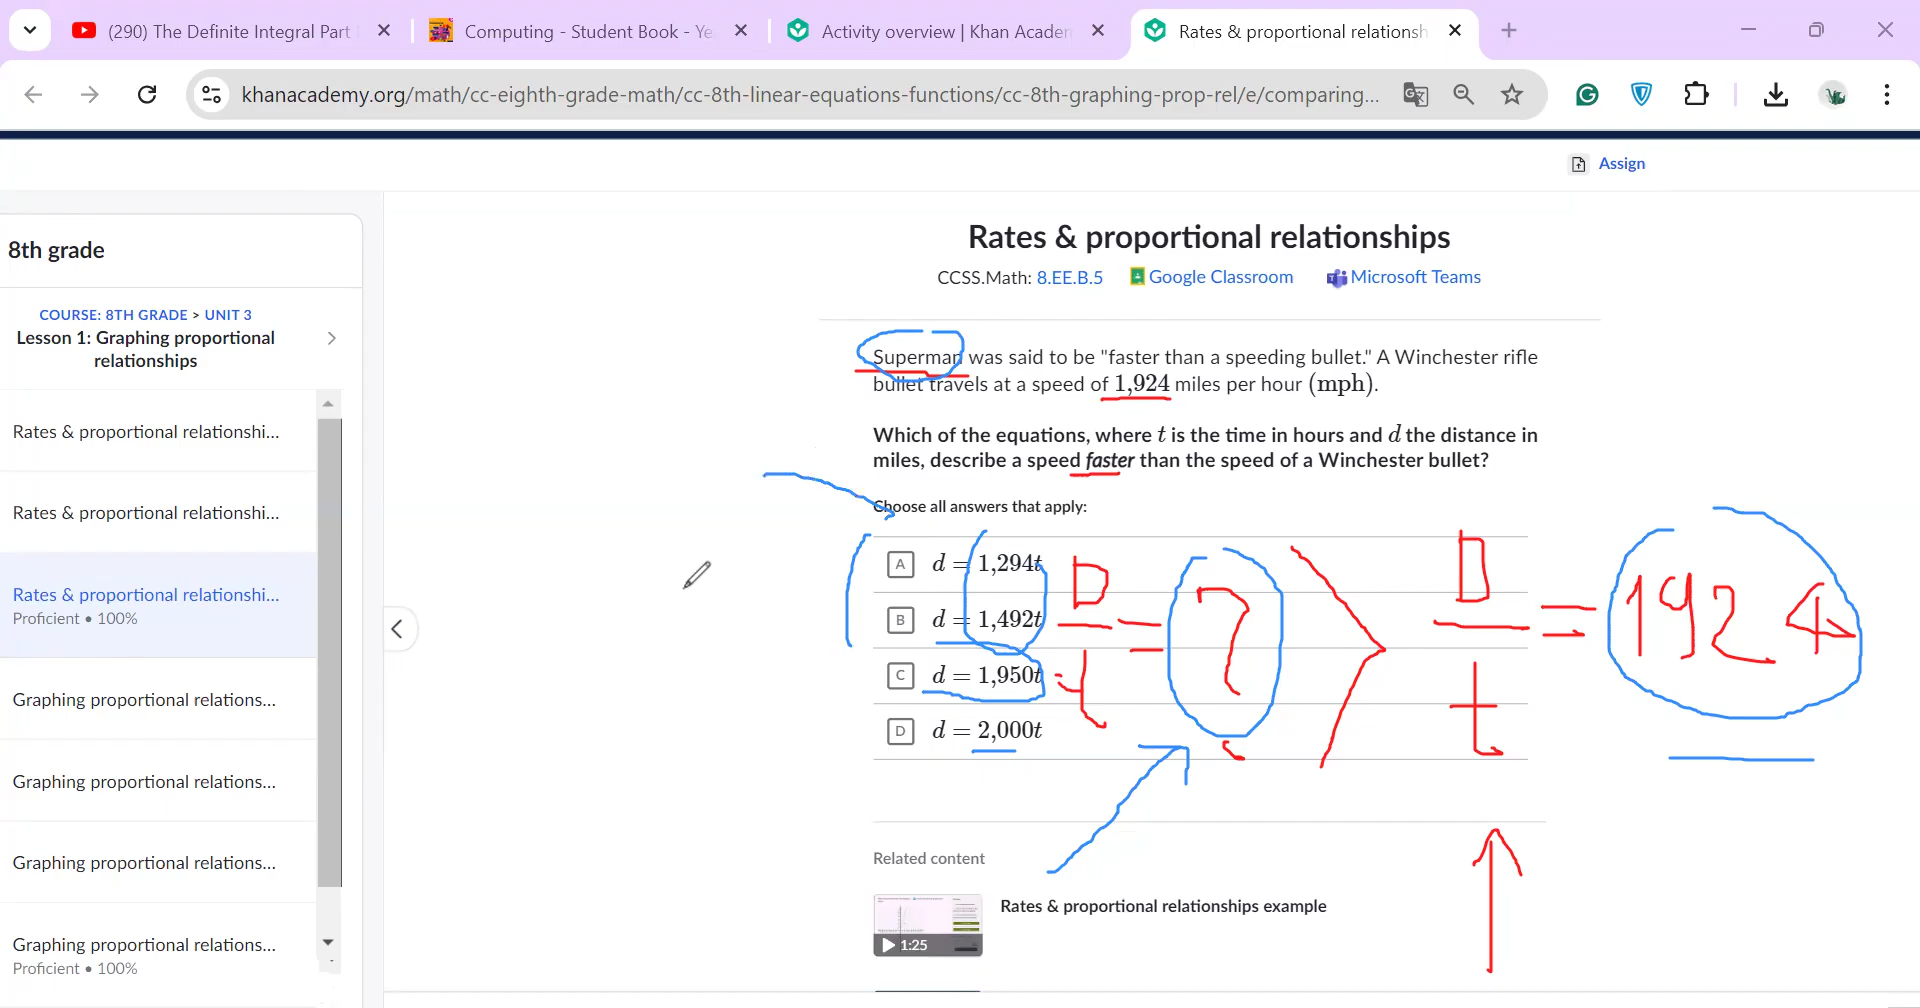 (290) The Definite Integral Part
Computing - Student Book - Ye
Activity overview | Khan Academ
Rates & proportional relationsh
khanacademy.org/math/cc-eighth-grade-math/cc-8th-linear-equations-functions/cc-8th-graphing-prop-rel/e/comparing...
Assign
8th grade
COURSE: 8TH GRADE > UNIT 3
Lesson 1: Graphing proportional
relationships
Rates & proportional relationshi...
Rates & proportional relationshi...
Rates & proportional relationshi...
Proficient • 100%
Graphing proportional relations...
Graphing proportional relations...
Graphing proportional relations...
Graphing proportional relations...
Proficient • 100%
Rates & proportional relationships
CCSS.Math: 8.EE.B.5 Google Classroom Microsoft Teams
Superman was said to be "faster than a speeding bullet." A Winchester rifle
bullet travels at a speed of 1,924 miles per hour (mph).
Which of the equations, where t is the time in hours and d the distance in
miles, describe a speed faster than the speed of a Winchester bullet?
Choose all answers that apply:
A d = 1,294t
B d = 1,492t
C d = 1,950t
D d = 2,000t
D
t
= ? >
D
t
= 1924
Related content
1:25
Rates & proportional relationships example